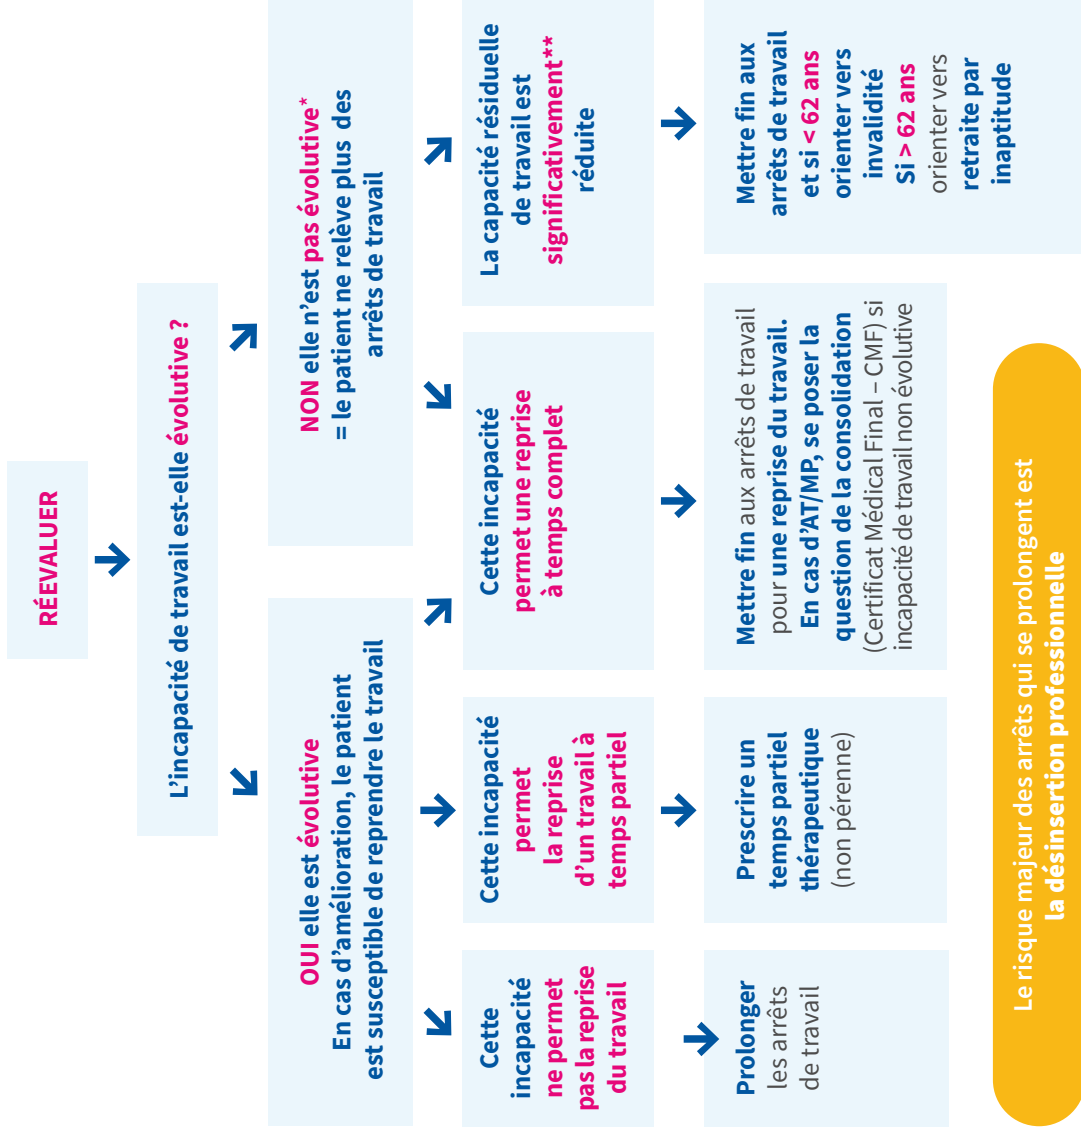 RÉEVALUER
L'incapacité de travail est-elle évolutive ?
OUI elle est évolutive
En cas d'amélioration, le patient
est susceptible de reprendre le travail
NON elle n'est pas évolutive*
= le patient ne relève plus des
arrêts de travail
Cette
incapacité
ne permet
pas la reprise
du travail
Cette incapacité
permet
la reprise
d'un travail à
temps partiel
Cette incapacité
permet une reprise
à temps complet
La capacité résiduelle
de travail est
significativement**
réduite
Prolonger
les arrêts
de travail
Prescrire un
temps partiel
thérapeutique
(non pérenne)
Mettre fin aux arrêts de travail
pour une reprise du travail.
En cas d'AT/MP, se poser la
question de la consolidation
(Certificat Médical Final – CMF) si
incapacité de travail non évolutive
Mettre fin aux
arrêts de travail
et si < 62 ans
orienter vers
invalidité
Si > 62 ans
orienter vers
retraite par
inaptitude
Le risque majeur des arrêts qui se prolongent est
la désinsertion professionnelle